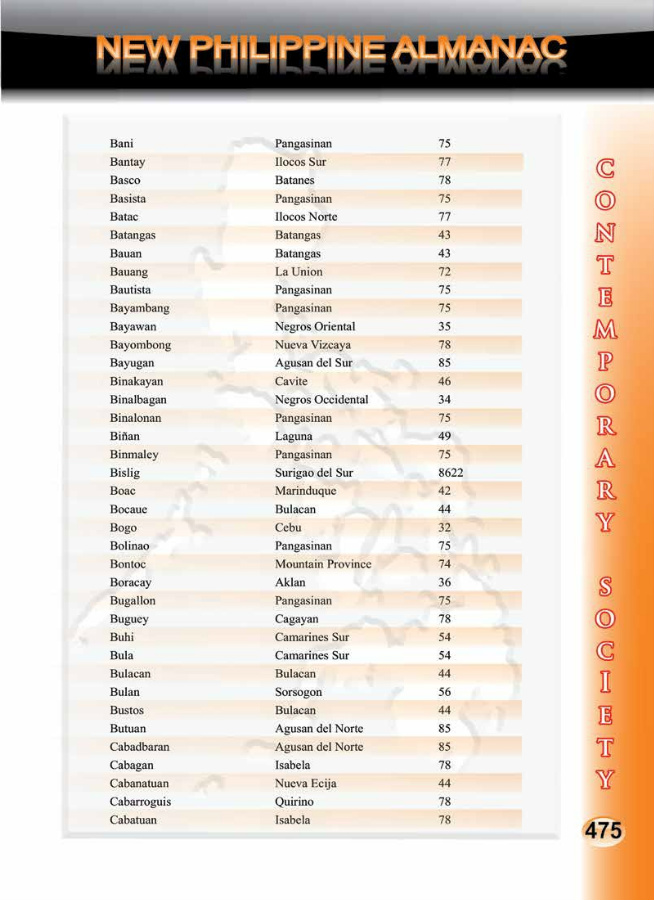 NEW PHILIPPINE ALMANAC
Bani Pangasinan 75
Bantay Ilocos Sur 77
Basco Batanes 78
Basista Pangasinan 75
Batac Ilocos Norte 77
Batangas Batangas 43
Bauan Batangas 43
Bauang La Union 72
Bautista Pangasinan 75
Bayambang Pangasinan 75
Bayawan Negros Oriental 35
Bayombong Nueva Vizcaya 78
Bayugan Agusan del Sur 85
Binakayan Cavite 46
Binalbagan Negros Occidental 34
Binalonan Pangasinan 75
Biñan Laguna 49
Binmaley Pangasinan 75
Bislig Surigao del Sur 8622
Boac Marinduque 42
Bocaue Bulacan 44
Bogo Cebu 32
Bolinao Pangasinan 75
Bontoc Mountain Province 74
Boracay Aklan 36
Bugallon Pangasinan 75
Buguey Cagayan 78
Buhi Camarines Sur 54
Bula Camarines Sur 54
Bulacan Bulacan 44
Bulan Sorsogon 56
Bustos Bulacan 44
Butuan Agusan del Norte 85
Cabadbaran Agusan del Norte 85
Cabagan Isabela 78
Cabanatuan Nueva Ecija 44
Cabarroguis Quirino 78
Cabatuan Isabela 78
CONTEMPORARY SOCIETY
475